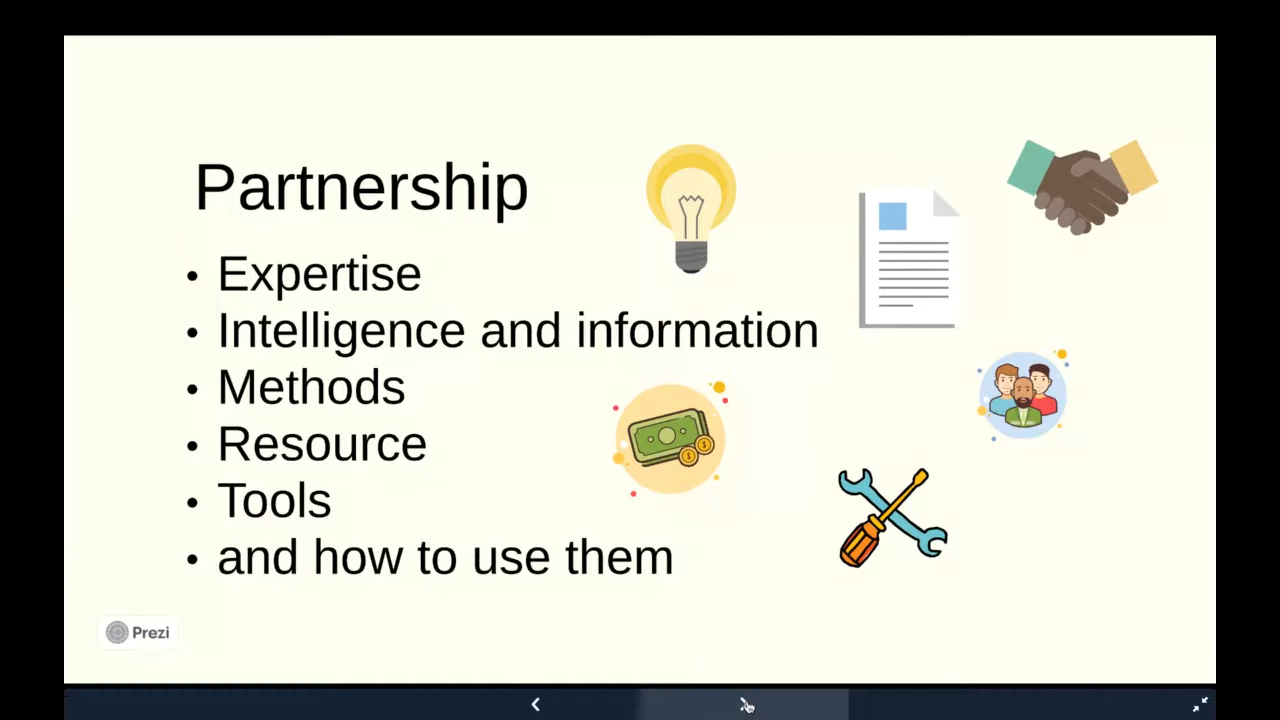 Partnership
• Expertise
• Intelligence and information
• Methods
• Resource
• Tools
• and how to use them
Prezi